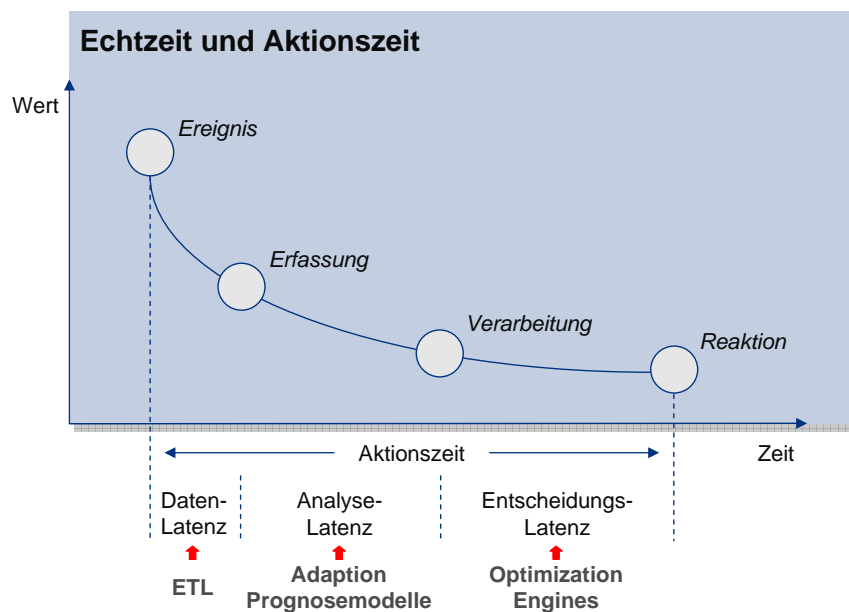 Echtzeit und Aktionszeit
Wert
Ereignis
Erfassung
Verarbeitung
Reaktion
Aktionszeit
Zeit
Daten-
Latenz
Analyse-
Latenz
Entscheidungs-
Latenz
ETL
Adaption
Prognosemodelle
Optimization
Engines